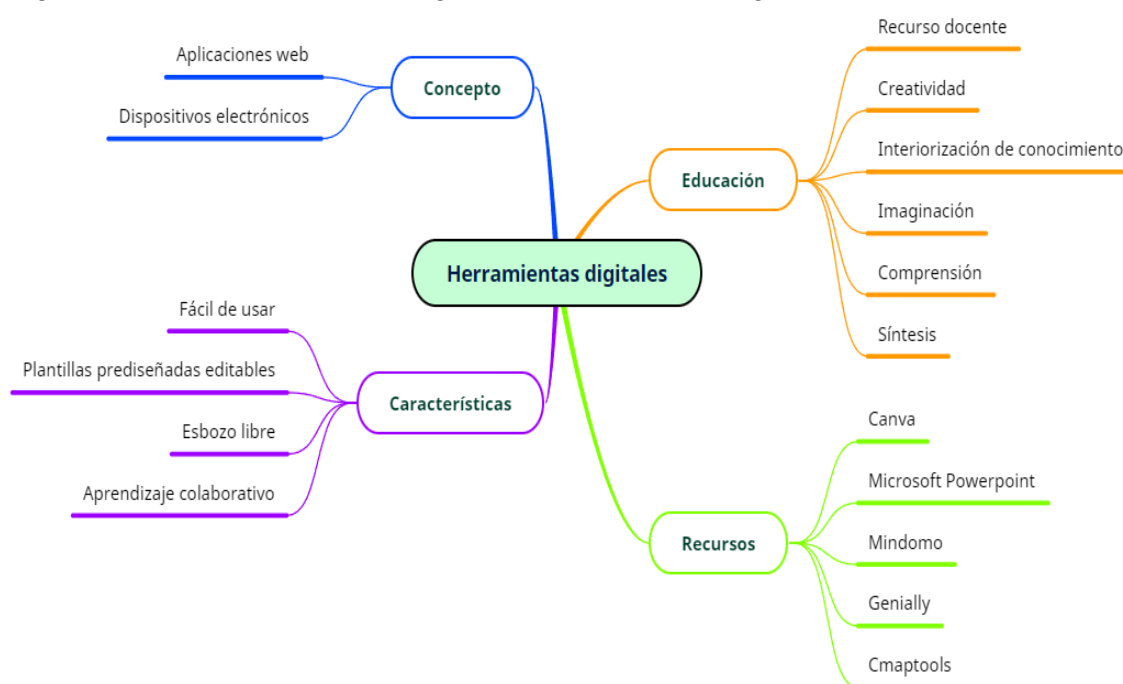 Herramientas digitales
Concepto
Aplicaciones web
Dispositivos electrónicos
Educación
Recurso docente
Creatividad
Interiorización de conocimiento
Imaginación
Comprensión
Síntesis
Características
Fácil de usar
Plantillas prediseñadas editables
Esbozo libre
Aprendizaje colaborativo
Recursos
Canva
Microsoft Powerpoint
Mindomo
Genially
Cmaptools